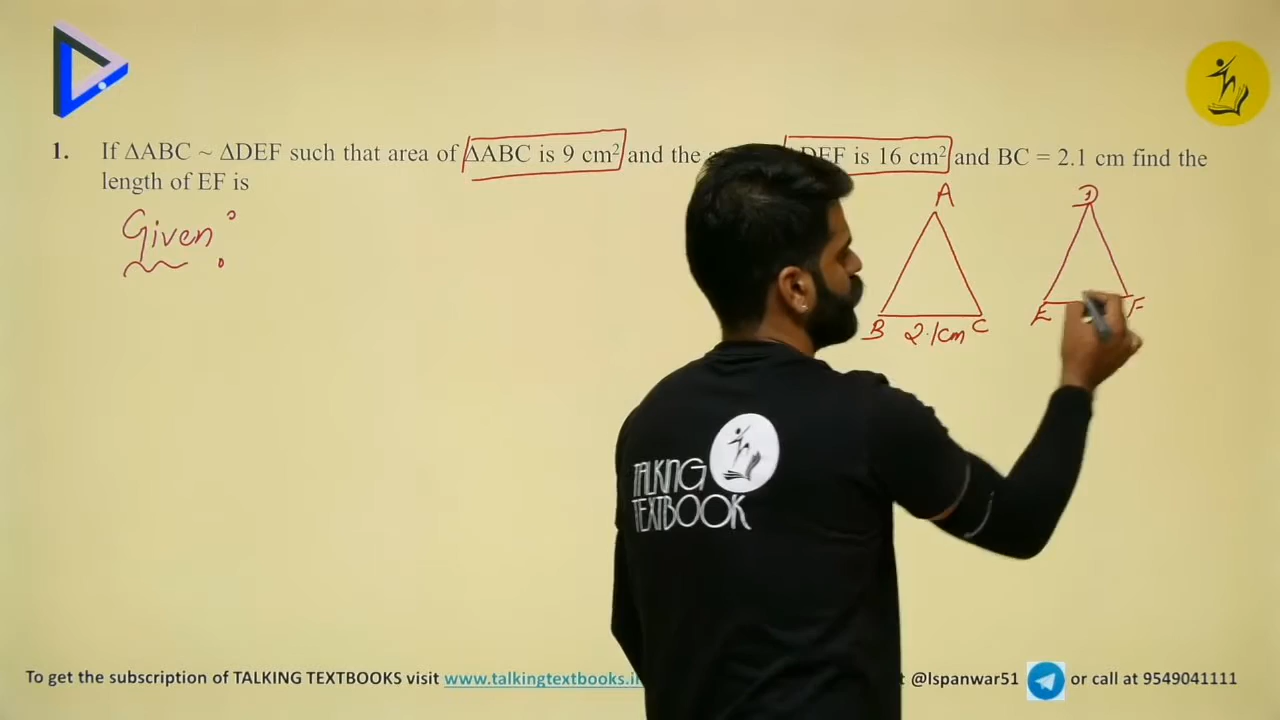 1. If ΔABC ~ ΔDEF such that area of ΔABC is 9 cm² and the DEF is 16 cm² and BC = 2.1 cm find the
length of EF is
Given :
A
D
B 2.1cm C
E F
TALKING
TEXTBOOK
To get the subscription of TALKING TEXTBOOKS visit www.talkingtextbooks.i @lspanwar51 or call at 9549041111